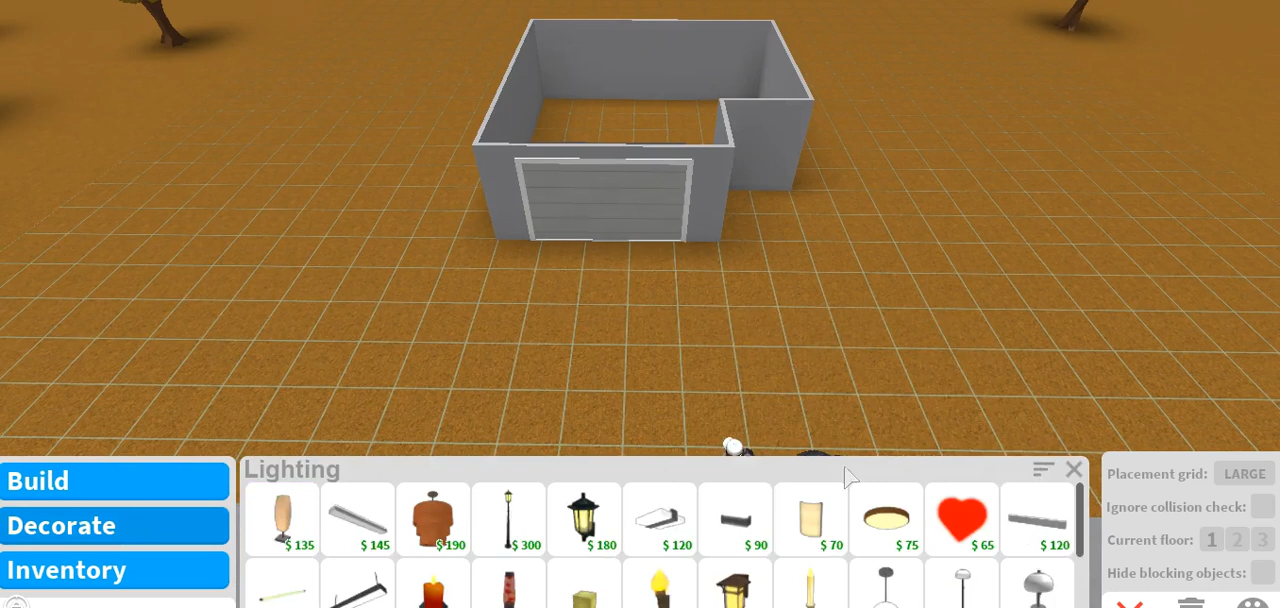 Build
Decorate
Inventory
Lighting
$ 135
$ 145
$ 190
$ 300
$ 180
$ 120
$ 90
$ 70
$ 75
$ 65
$ 120
Placement grid: LARGE
Ignore collision check:
Current floor: 1 2 3
Hide blocking objects: